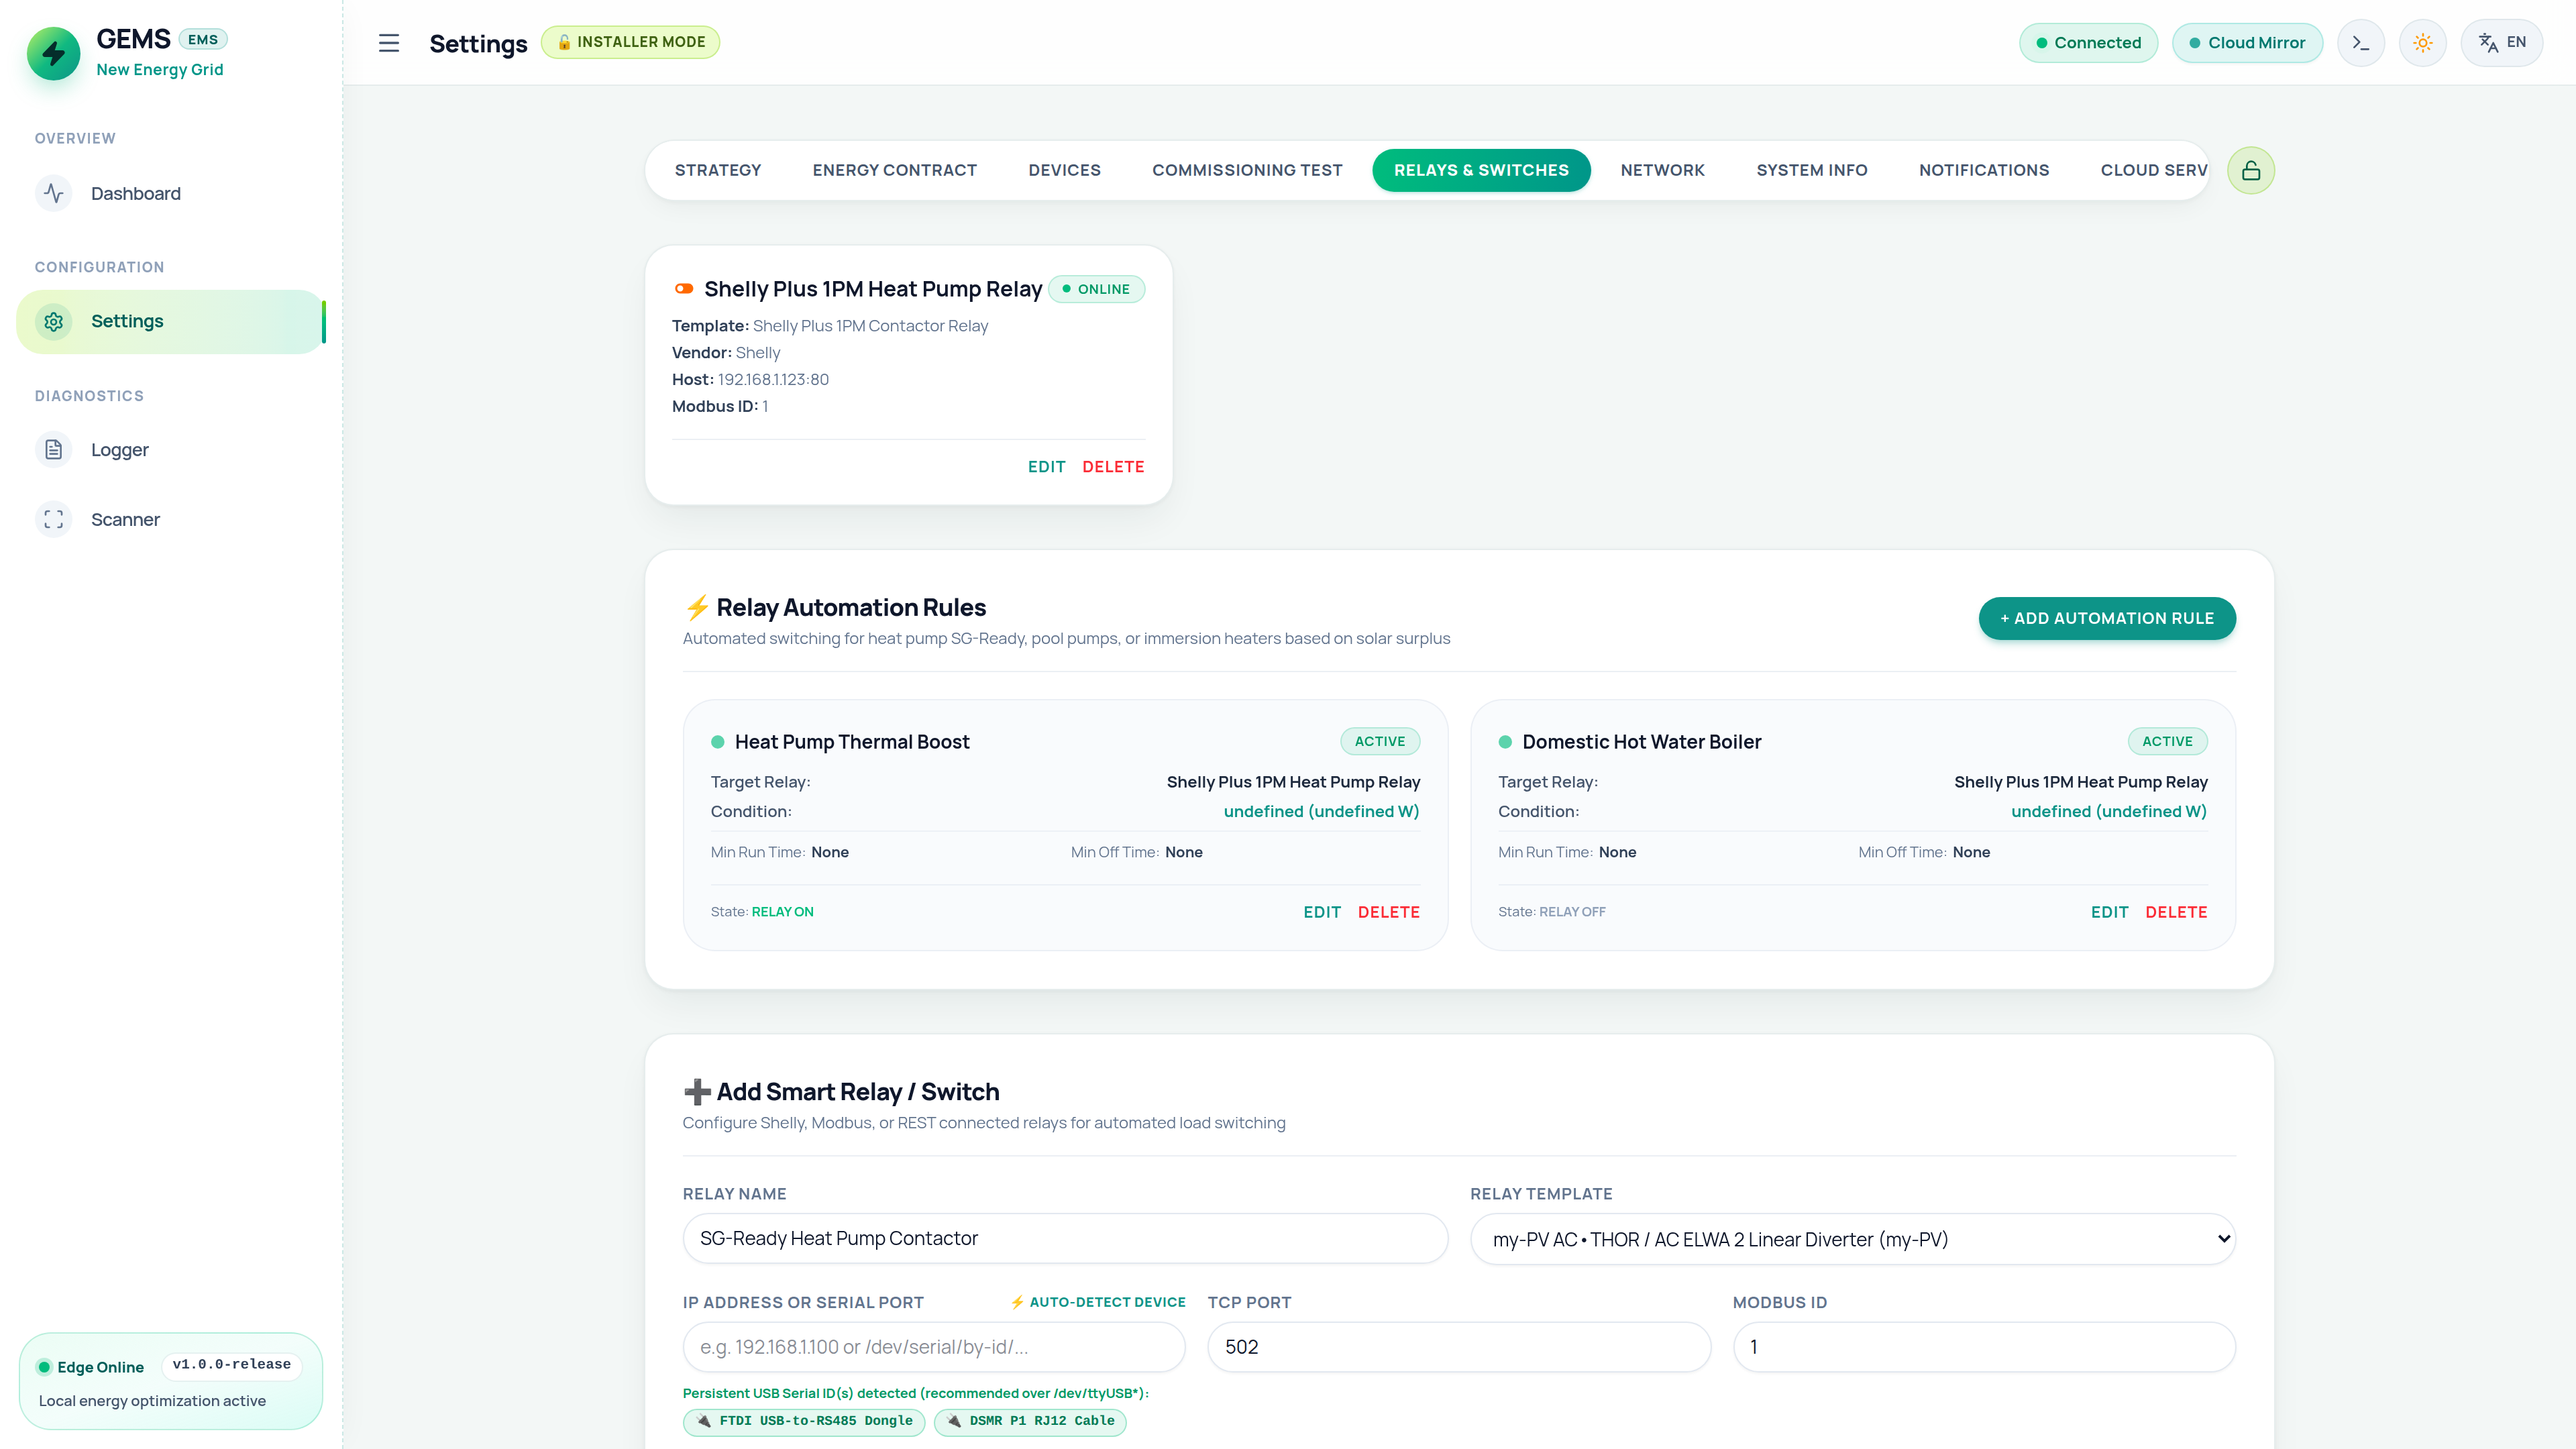 GEMS EMS
New Energy Grid
OVERVIEW
Dashboard
CONFIGURATION
Settings
DIAGNOSTICS
Logger
Scanner
Edge Online v1.0.0-release
Local energy optimization active
Settings 🔓 INSTALLER MODE
Connected Cloud Mirror EN
STRATEGY ENERGY CONTRACT DEVICES COMMISSIONING TEST RELAYS & SWITCHES NETWORK SYSTEM INFO NOTIFICATIONS CLOUD SERV
Shelly Plus 1PM Heat Pump Relay ONLINE
Template: Shelly Plus 1PM Contactor Relay
Vendor: Shelly
Host: 192.168.1.123:80
Modbus ID: 1
EDIT DELETE
⚡ Relay Automation Rules
Automated switching for heat pump SG-Ready, pool pumps, or immersion heaters based on solar surplus
+ ADD AUTOMATION RULE
Heat Pump Thermal Boost ACTIVE
Target Relay: Shelly Plus 1PM Heat Pump Relay
Condition: undefined (undefined W)
Min Run Time: None Min Off Time: None
State: RELAY ON EDIT DELETE
Domestic Hot Water Boiler ACTIVE
Target Relay: Shelly Plus 1PM Heat Pump Relay
Condition: undefined (undefined W)
Min Run Time: None Min Off Time: None
State: RELAY OFF EDIT DELETE
➕ Add Smart Relay / Switch
Configure Shelly, Modbus, or REST connected relays for automated load switching
RELAY NAME
SG-Ready Heat Pump Contactor
RELAY TEMPLATE
my-PV AC•THOR / AC ELWA 2 Linear Diverter (my-PV)
IP ADDRESS OR SERIAL PORT ⚡ AUTO-DETECT DEVICE
e.g. 192.168.1.100 or /dev/serial/by-id/...
TCP PORT
502
MODBUS ID
1
Persistent USB Serial ID(s) detected (recommended over /dev/ttyUSB*):
🔌 FTDI USB-to-RS485 Dongle 🔌 DSMR P1 RJ12 Cable